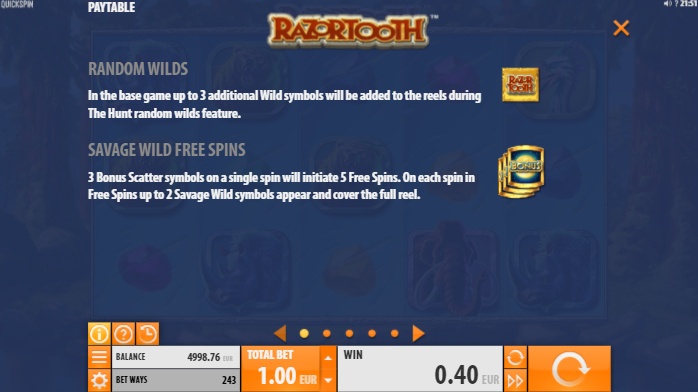 QUICKSPIN
PAYTABLE
21:51
RAZORTOOTH™
RANDOM WILDS
In the base game up to 3 additional Wild symbols will be added to the reels during
The Hunt random wilds feature.
RAZOR
TOOTH
SAVAGE WILD FREE SPINS
3 Bonus Scatter symbols on a single spin will initiate 5 Free Spins. On each spin in
Free Spins up to 2 Savage Wild symbols appear and cover the full reel.
BONUS
BALANCE 4998.76 EUR
BET WAYS 243
TOTAL BET
1.00 EUR
WIN
0.40 EUR